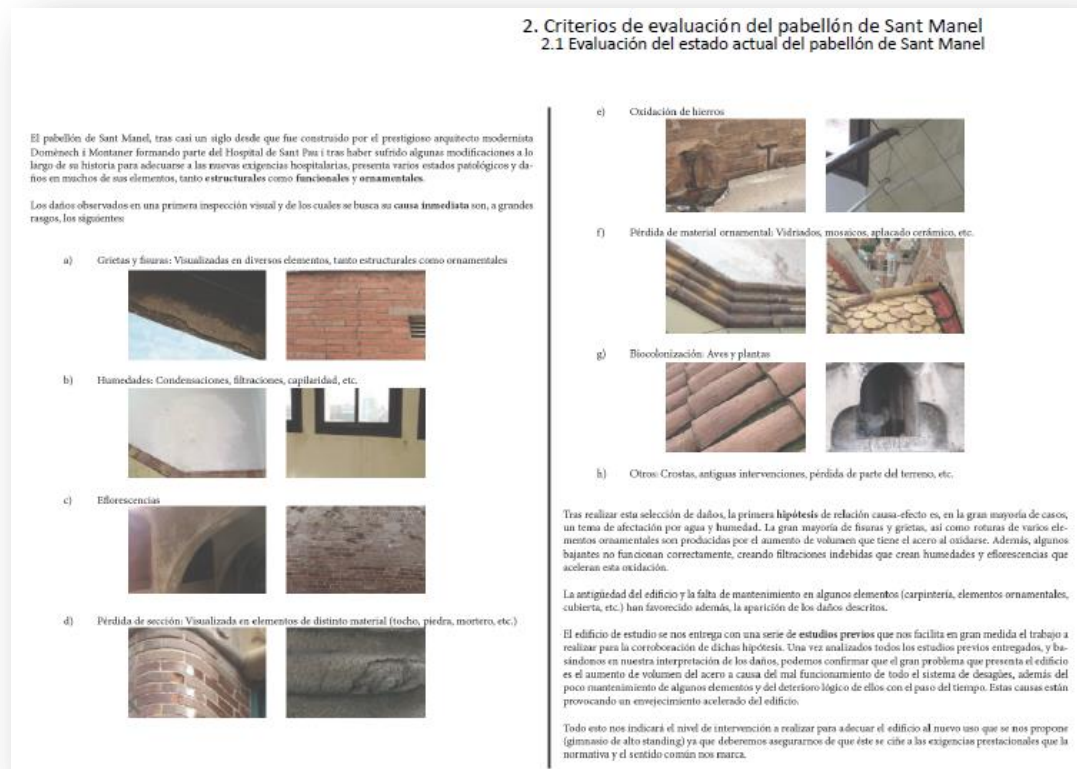 2. Criterios de evaluación del pabellón de Sant Manel
2.1 Evaluación del estado actual del pabellón de Sant Manel
El pabellón de Sant Manel, tras casi un siglo desde que fue construido por el prestigioso arquitecto modernista
Domènech i Montaner formando parte del Hospital de Sant Pau i tras haber sufrido algunas modificaciones a lo
largo de su historia para adecuarse a las nuevas exigencias hospitalarias, presenta varios estados patológicos y da-
ños en muchos de sus elementos, tanto estructurales como funcionales y ornamentales.
Los daños observados en una primera inspección visual y de los cuales se busca su causa inmediata son, a grandes
rasgos, los siguientes:
a) Grietas y fisuras: Visualizadas en diversos elementos, tanto estructurales como ornamentales
b) Humedades: Condensaciones, filtraciones, capilaridad, etc.
c) Eflorescencias
d) Pérdida de sección: Visualizada en elementos de distinto material (tocho, piedra, mortero, etc.)
e) Oxidación de hierros
f) Pérdida de material ornamental: Vidriados, mosaicos, aplacado cerámico, etc.
g) Biocolonización: Aves y plantas
h) Otros: Crostas, antiguas intervenciones, pérdida de parte del terreno, etc.
Tras realizar esta selección de daños, la primera hipótesis de relación causa-efecto es, en la gran mayoría de casos,
un tema de afectación por agua y humedad. La gran mayoría de fisuras y grietas, así como roturas de varios ele-
mentos ornamentales son producidas por el aumento de volumen que tiene el acero al oxidarse. Además, algunos
bajantes no funcionan correctamente, creando filtraciones indebidas que crean humedades y eflorescencias que
aceleran esta oxidación.
La antigüedad del edificio y la falta de mantenimiento en algunos elementos (carpintería, elementos ornamentales,
cubierta, etc.) han favorecido además, la aparición de los daños descritos.
El edificio de estudio se nos entrega con una serie de estudios previos que nos facilita en gran medida el trabajo a
realizar para la corroboración de dichas hipótesis. Una vez analizados todos los estudios previos entregados, y ba-
sándonos en nuestra interpretación de los daños, podemos confirmar que el gran problema que presenta el edificio
es el aumento de volumen del acero a causa del mal funcionamiento de todo el sistema de desagües, además del
poco mantenimiento de algunos elementos y del deterioro lógico de ellos con el paso del tiempo. Estas causas están
provocando un envejecimiento acelerado del edificio.
Todo esto nos indicará el nivel de intervención a realizar para adecuar el edificio al nuevo uso que se nos propone
(gimnasio de alto standing) ya que deberemos asegurarnos de que éste se ciñe a las exigencias prestacionales que la
normativa y el sentido común nos marca.